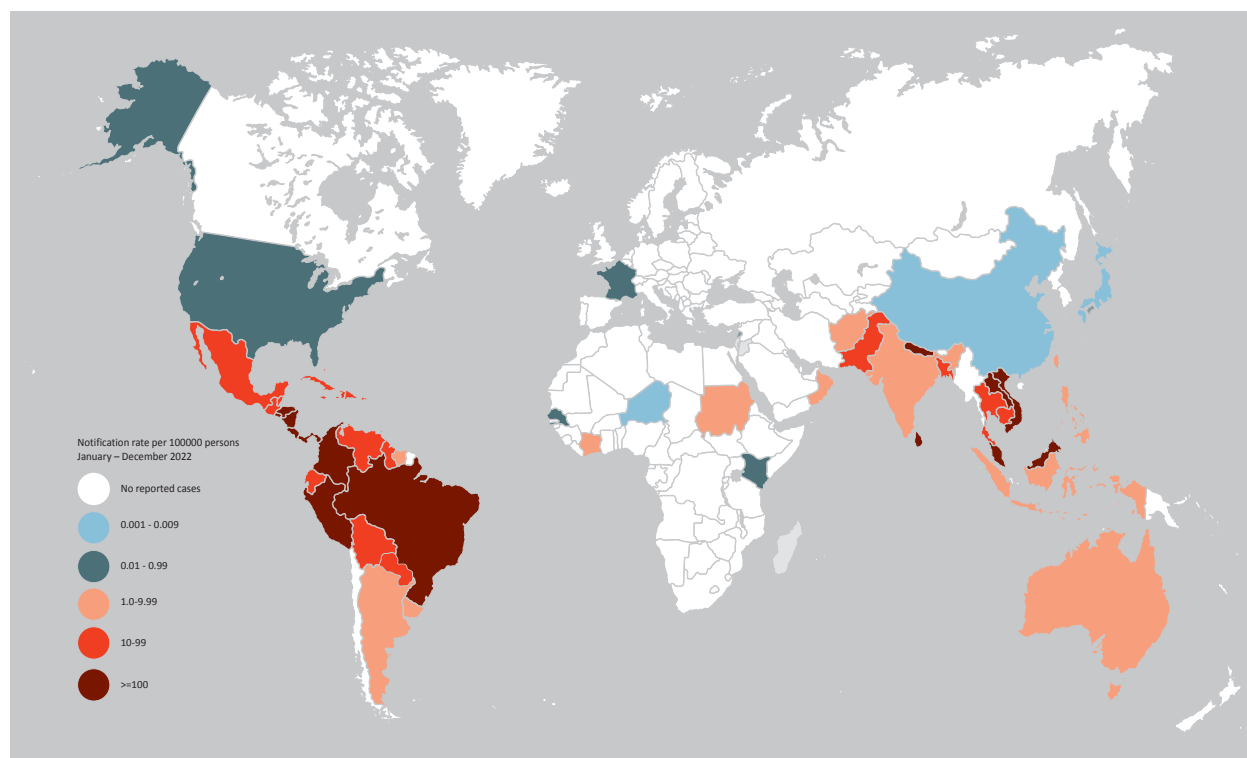 Notification rate per 100000 persons
January – December 2022
No reported cases
0.001 - 0.009
0.01 - 0.99
1.0-9.99
10-99
>=100